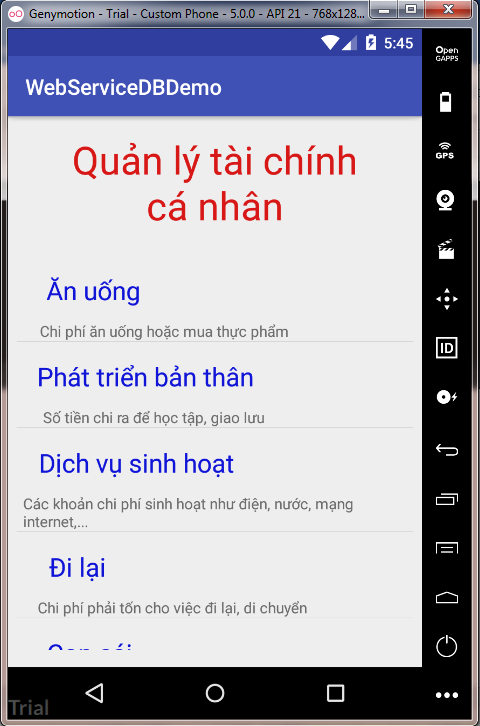 Genymotion - Trial - Custom Phone - 5.0.0 - API 21 - 768x128...
5:45
Open
GAPPS
WebServiceDBDemo
GPS
Quản lý tài chính
cá nhân
Ăn uống
Chi phí ăn uống hoặc mua thực phẩm
ID
Phát triển bản thân
Số tiền chi ra để học tập, giao lưu
Dịch vụ sinh hoạt
Các khoản chi phí sinh hoạt như điện, nước, mạng
internet,...
Đi lại
Chi phí phải tốn cho việc đi lại, di chuyển
Con cái
Trial